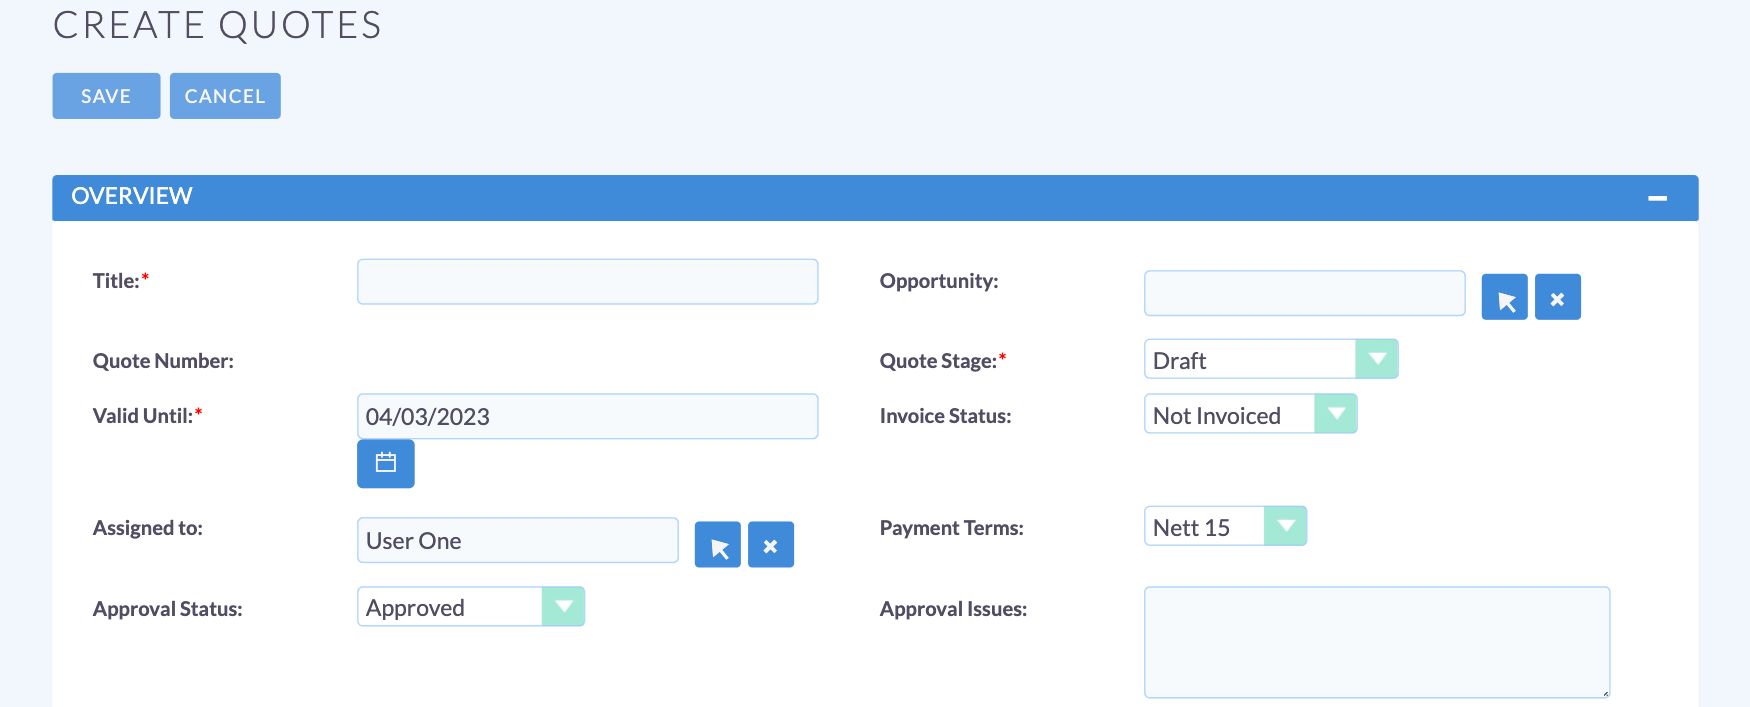 CREATE QUOTES
SAVE CANCEL
OVERVIEW
Title:* Opportunity:
Quote Number: Quote Stage:* Draft
Valid Until:* 04/03/2023 Invoice Status: Not Invoiced
Assigned to: User One Payment Terms: Nett 15
Approval Status: Approved Approval Issues: